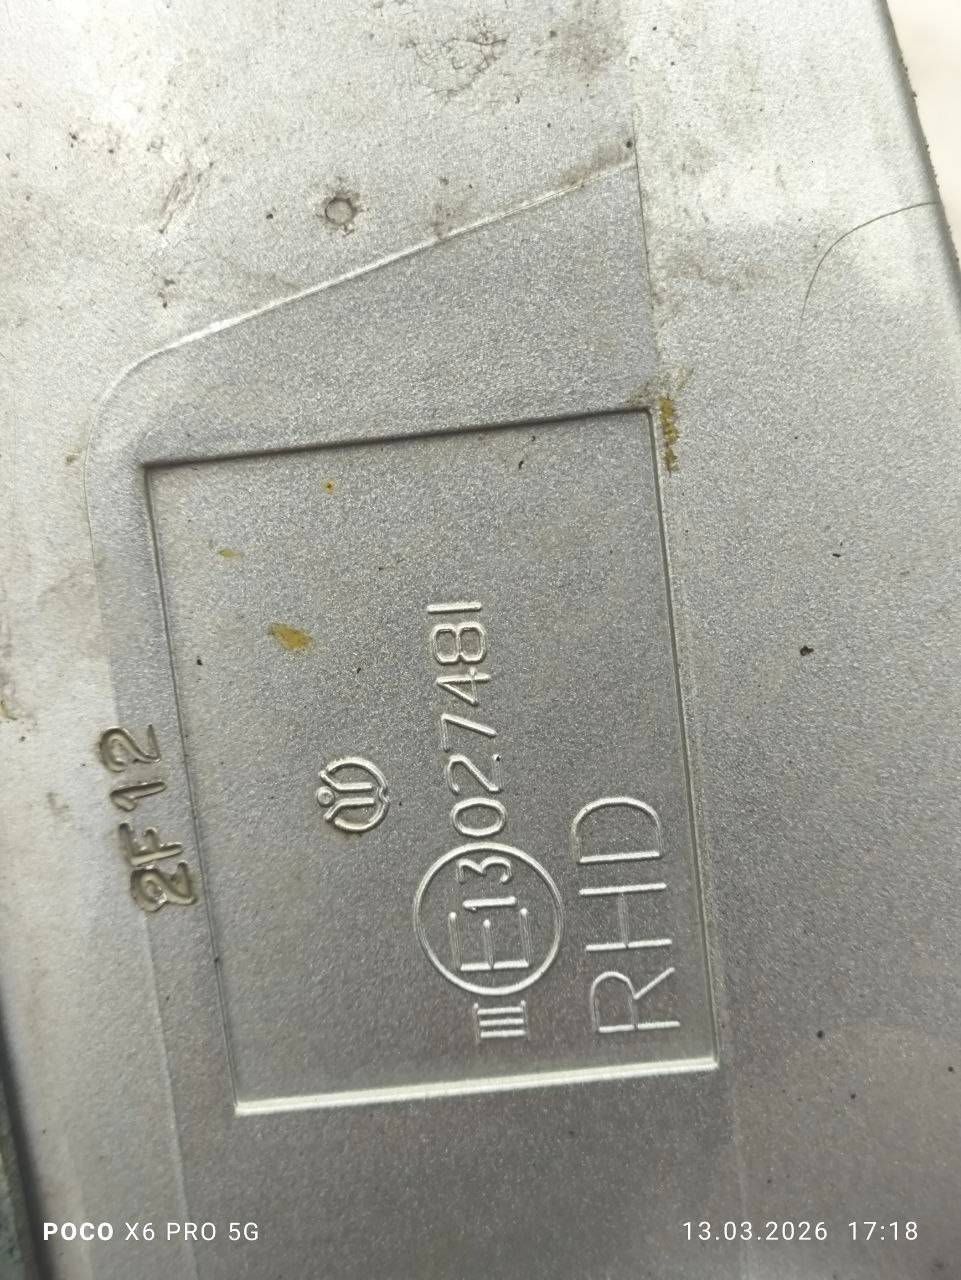 2F12
III E13 027481
RHD
POCO X6 PRO 5G
13.03.2026 17:18